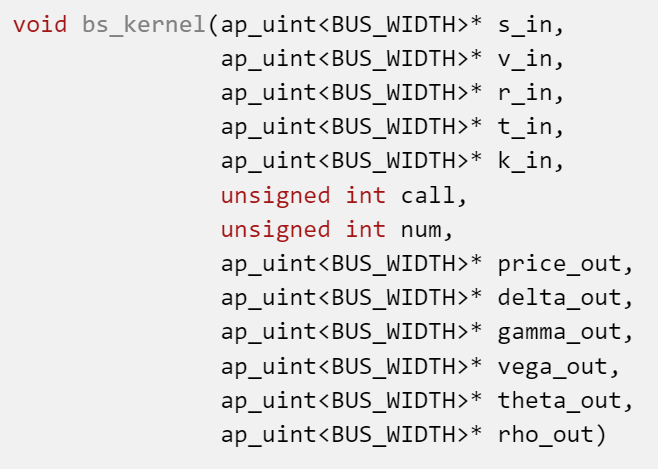 void bs_kernel(ap_uint<BUS_WIDTH>* s_in,
               ap_uint<BUS_WIDTH>* v_in,
               ap_uint<BUS_WIDTH>* r_in,
               ap_uint<BUS_WIDTH>* t_in,
               ap_uint<BUS_WIDTH>* k_in,
               unsigned int call,
               unsigned int num,
               ap_uint<BUS_WIDTH>* price_out,
               ap_uint<BUS_WIDTH>* delta_out,
               ap_uint<BUS_WIDTH>* gamma_out,
               ap_uint<BUS_WIDTH>* vega_out,
               ap_uint<BUS_WIDTH>* theta_out,
               ap_uint<BUS_WIDTH>* rho_out)